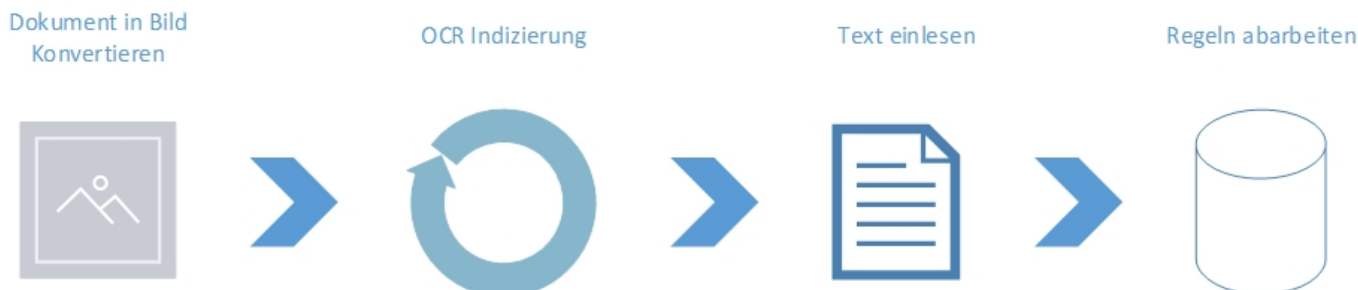 Dokument in Bild
Konvertieren
OCR Indizierung
Text einlesen
Regeln abarbeiten